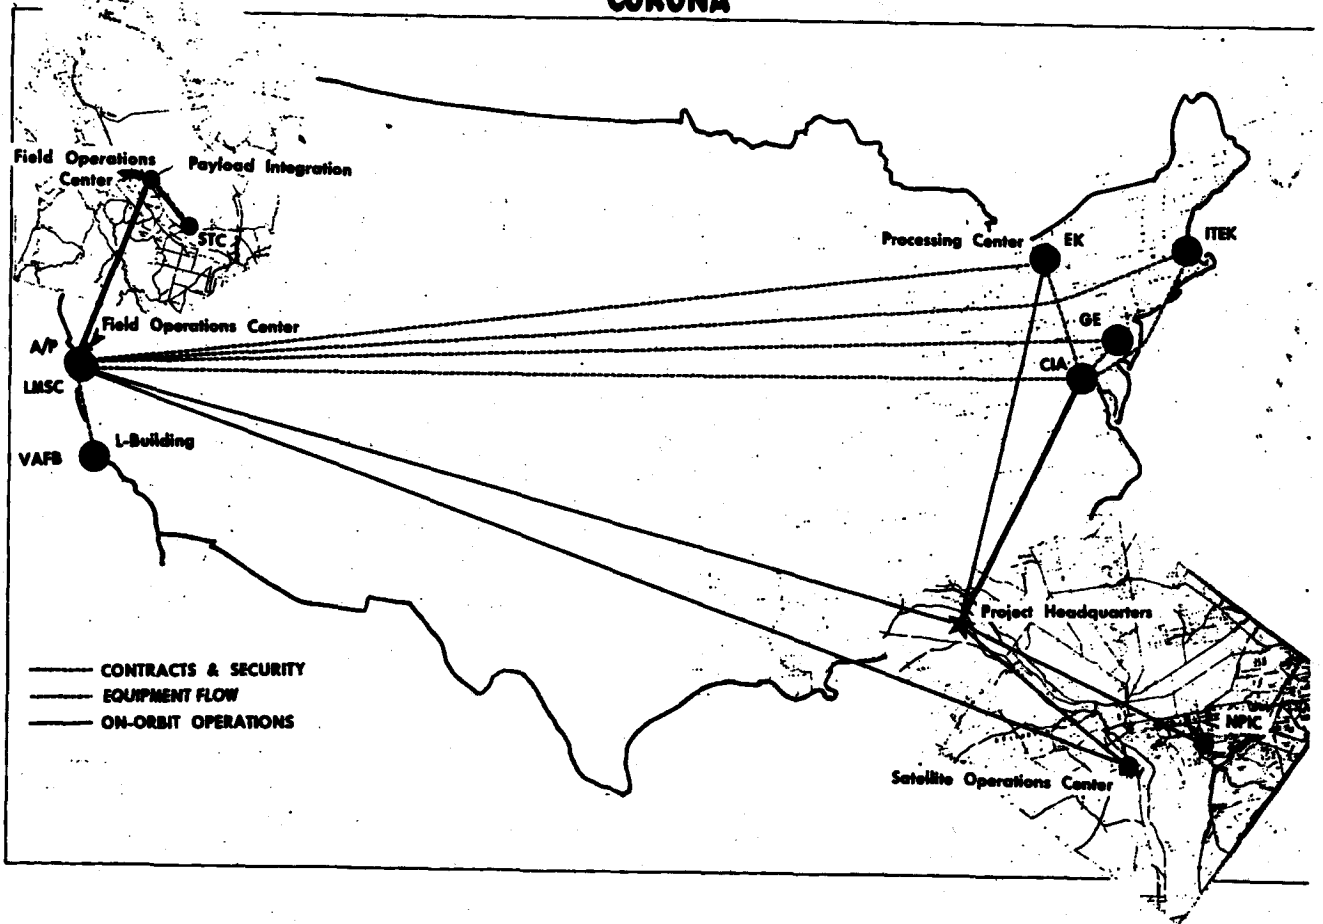 CORONA
Field Operations
Center
Payload Integration
STC
Processing Center
EK
ITEK
Field Operations Center
A/P
LMSC
GE
CIA
L-Building
VAFB
Project Headquarters
CONTRACTS & SECURITY
EQUIPMENT FLOW
ON-ORBIT OPERATIONS
NPIC
Satellite Operations Center